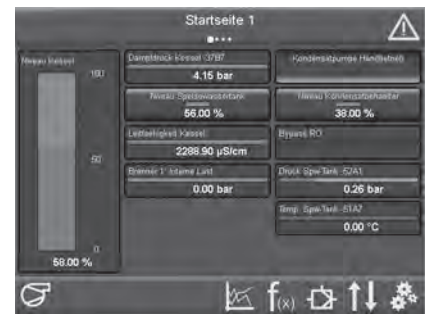 Startseite 1
Niveau Kessel
100
50
0
58.00 %
Dampfdruck Kessel -37B7
4.15 bar
Niveau Speisewassertank
56.00 %
Leitfaehigkeit Kessel
2288.90 µS/cm
Brenner 1: Interne Last
0.00 bar
Kondensatpumpe Handbetrieb
Niveau Kondensatbehaelter
38.00 %
Bypass RO
Druck Spw-Tank -52A1
0.26 bar
Temp. Spw-Tank -51A7
0.00 °C
f(x)